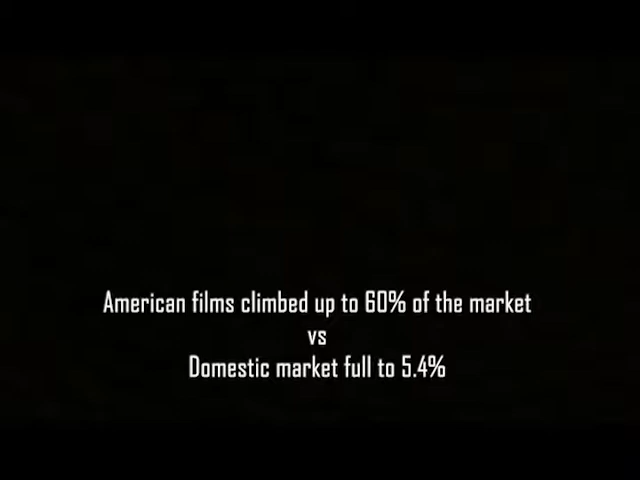 American films climbed up to 60% of the market
vs
Domestic market full to 5.4%